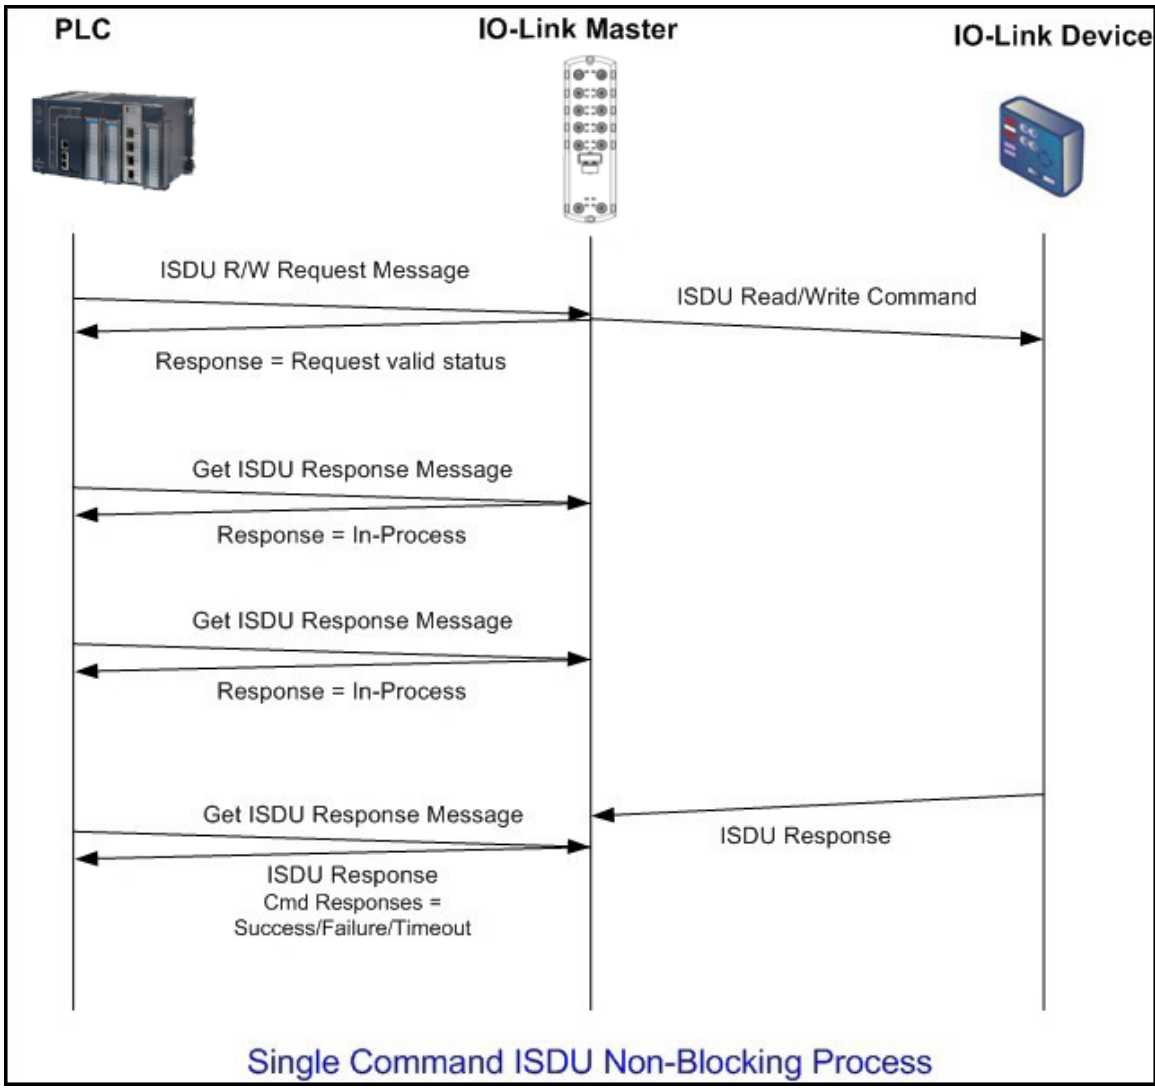 PLC
IO-Link Master
IO-Link Device
ISDU R/W Request Message
ISDU Read/Write Command
Response = Request valid status
Get ISDU Response Message
Response = In-Process
Get ISDU Response Message
Response = In-Process
Get ISDU Response Message
ISDU Response
ISDU Response
Cmd Responses =
Success/Failure/Timeout
Single Command ISDU Non-Blocking Process